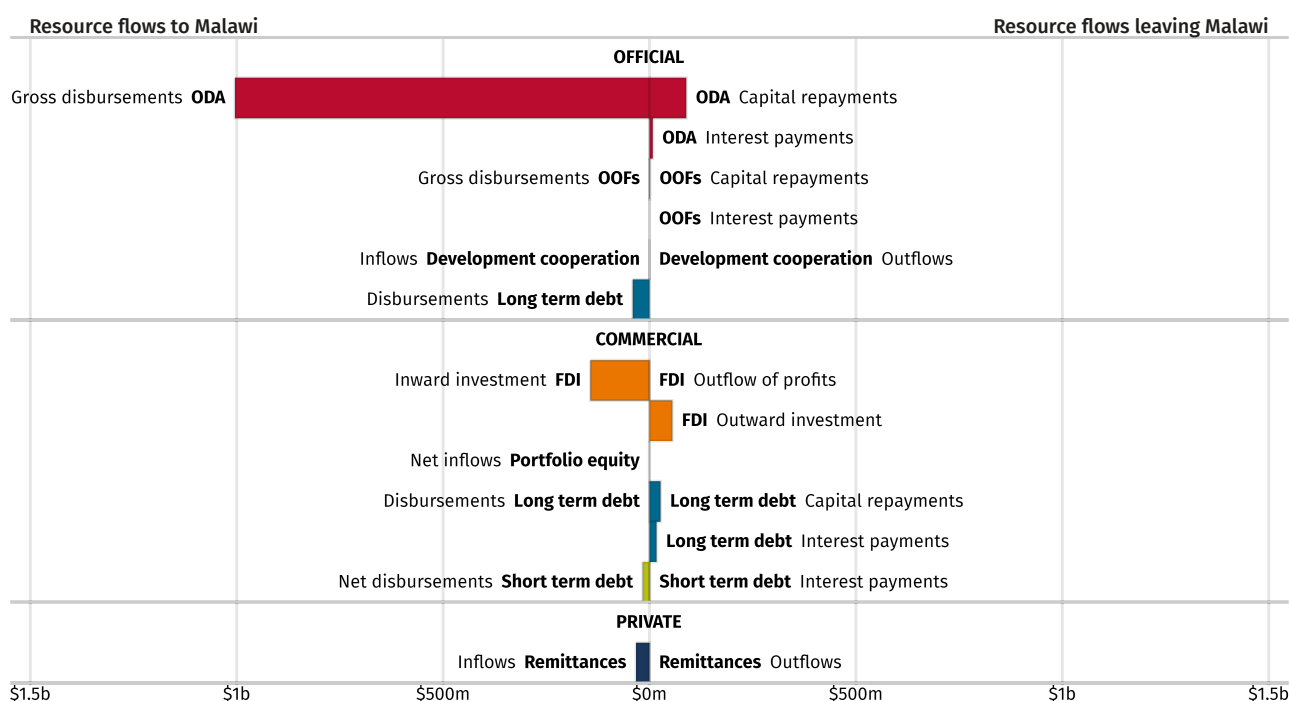 Resource flows to Malawi Resource flows leaving Malawi
OFFICIAL
Gross disbursements ODA ODA Capital repayments
ODA Interest payments
Gross disbursements OOFs OOFs Capital repayments
OOFs Interest payments
Inflows Development cooperation Development cooperation Outflows
Disbursements Long term debt
COMMERCIAL
Inward investment FDI FDI Outflow of profits
FDI Outward investment
Net inflows Portfolio equity
Disbursements Long term debt Long term debt Capital repayments
Long term debt Interest payments
Net disbursements Short term debt Short term debt Interest payments
PRIVATE
Inflows Remittances Remittances Outflows
$1.5b $1b $500m $0m $500m $1b $1.5b